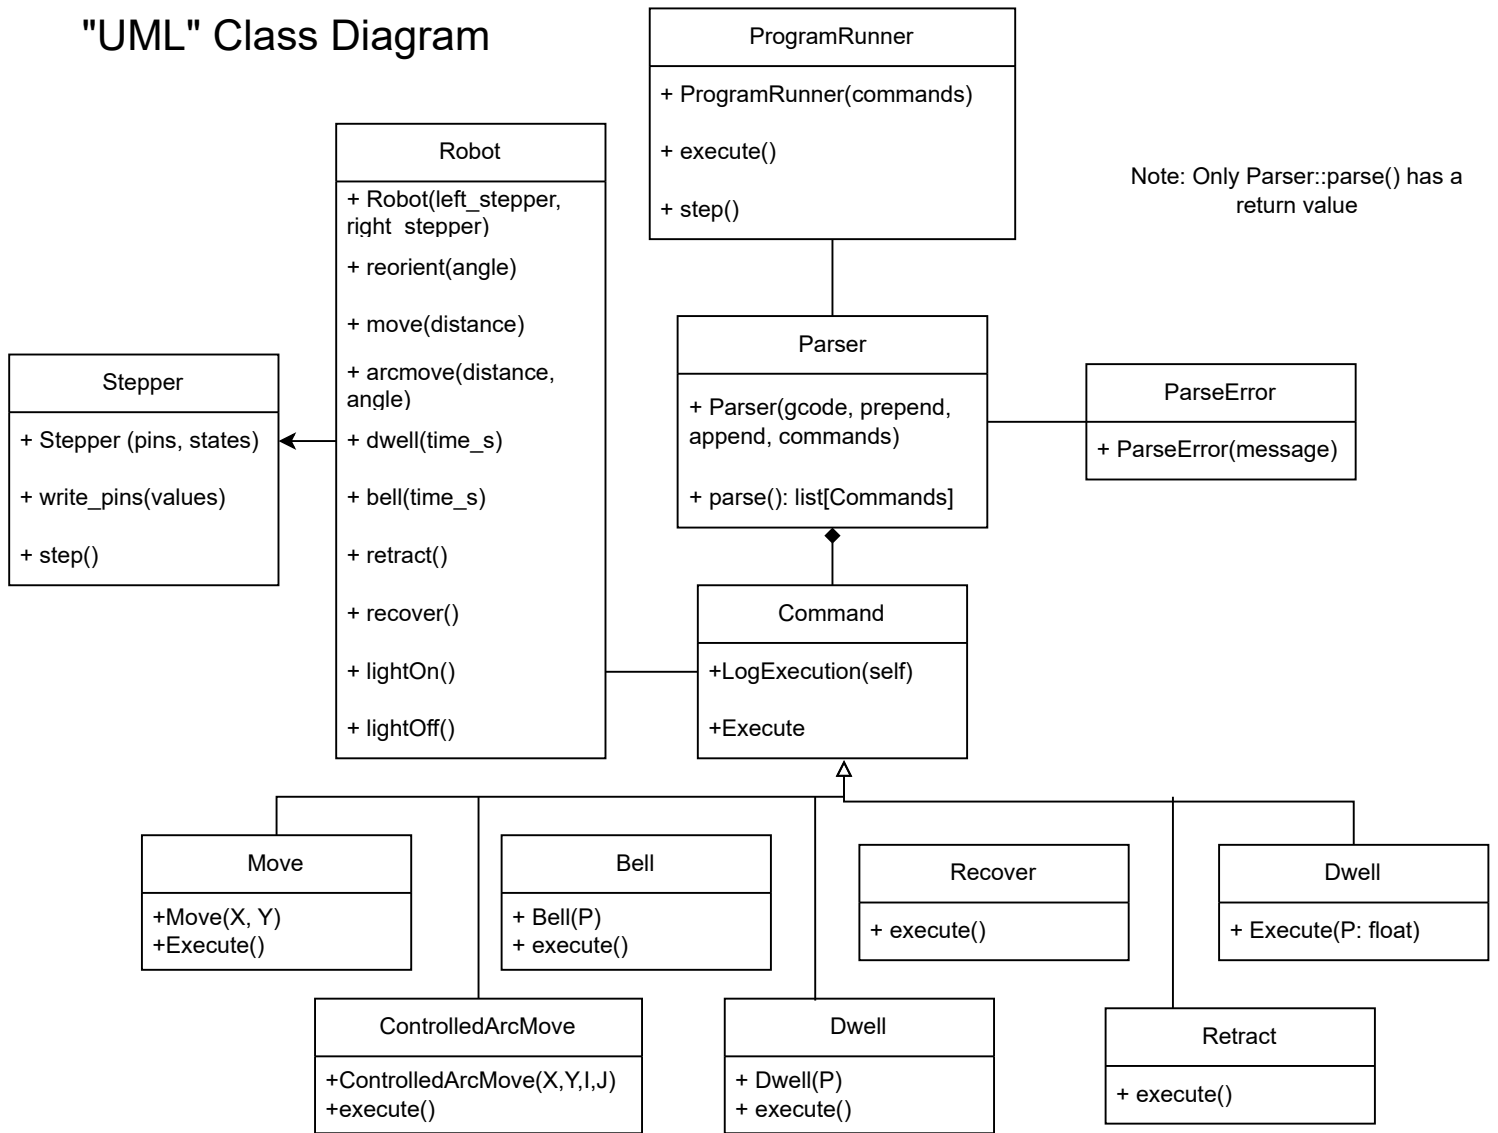 "UML" Class Diagram
ProgramRunner
+ ProgramRunner(commands)
+ execute()
+ step()
Note: Only Parser::parse() has a
return value
Robot
+ Robot(left_stepper,
right_stepper)
+ reorient(angle)
+ move(distance)
+ arcmove(distance,
angle)
+ dwell(time_s)
+ bell(time_s)
+ retract()
+ recover()
+ lightOn()
+ lightOff()
Stepper
+ Stepper (pins, states)
+ write_pins(values)
+ step()
Parser
+ Parser(gcode, prepend,
append, commands)
+ parse(): list[Commands]
ParseError
+ ParseError(message)
Command
+LogExecution(self)
+Execute
Move
+Move(X, Y)
+Execute()
Bell
+ Bell(P)
+ execute()
Recover
+ execute()
Dwell
+ Execute(P: float)
ControlledArcMove
+ControlledArcMove(X,Y,I,J)
+execute()
Dwell
+ Dwell(P)
+ execute()
Retract
+ execute()